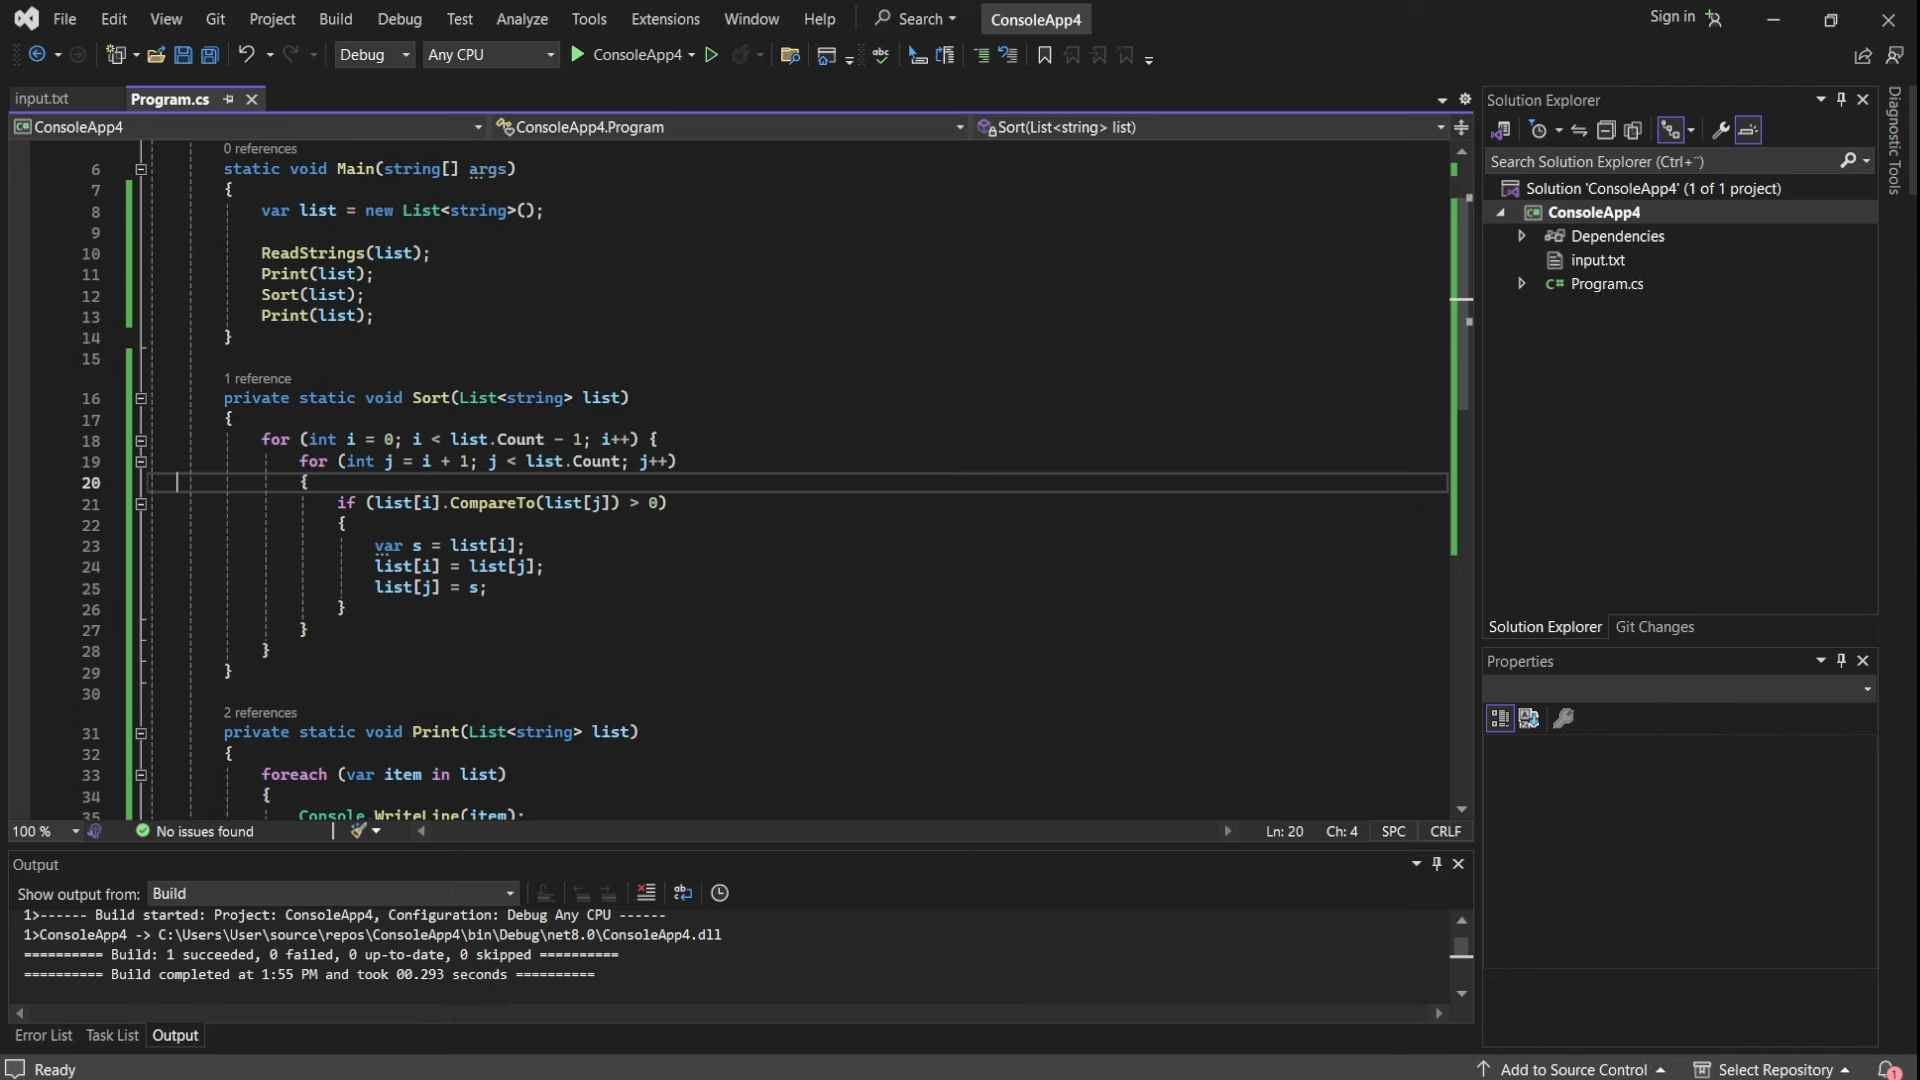 File Edit View Git Project Build Debug Test Analyze Tools Extensions Window Help Search ConsoleApp4 Sign in
Debug Any CPU ConsoleApp4
input.txt Program.cs
ConsoleApp4 ConsoleApp4.Program Sort(List<string> list)
0 references
6 static void Main(string[] args)
7 {
8 var list = new List<string>();
9
10 ReadStrings(list);
11 Print(list);
12 Sort(list);
13 Print(list);
14 }
15
1 reference
16 private static void Sort(List<string> list)
17 {
18 for (int i = 0; i < list.Count - 1; i++) {
19 for (int j = i + 1; j < list.Count; j++)
20 {
21 if (list[i].CompareTo(list[j]) > 0)
22 {
23 var s = list[i];
24 list[i] = list[j];
25 list[j] = s;
26 }
27 }
28 }
29 }
30
2 references
31 private static void Print(List<string> list)
32 {
33 foreach (var item in list)
34 {
35 Console.WriteLine(item);
100 % No issues found Ln: 20 Ch: 4 SPC CRLF
Output
Show output from: Build
1>------ Build started: Project: ConsoleApp4, Configuration: Debug Any CPU ------
1>ConsoleApp4 -> C:\Users\User\source\repos\ConsoleApp4\bin\Debug\net8.0\ConsoleApp4.dll
========== Build: 1 succeeded, 0 failed, 0 up-to-date, 0 skipped ==========
========== Build completed at 1:55 PM and took 00.293 seconds ==========
Error List Task List Output
Solution Explorer
Search Solution Explorer (Ctrl+¨)
Solution 'ConsoleApp4' (1 of 1 project)
C# ConsoleApp4
Dependencies
input.txt
C# Program.cs
Solution Explorer Git Changes
Properties
Diagnostic Tools
Ready Add to Source Control Select Repository 1